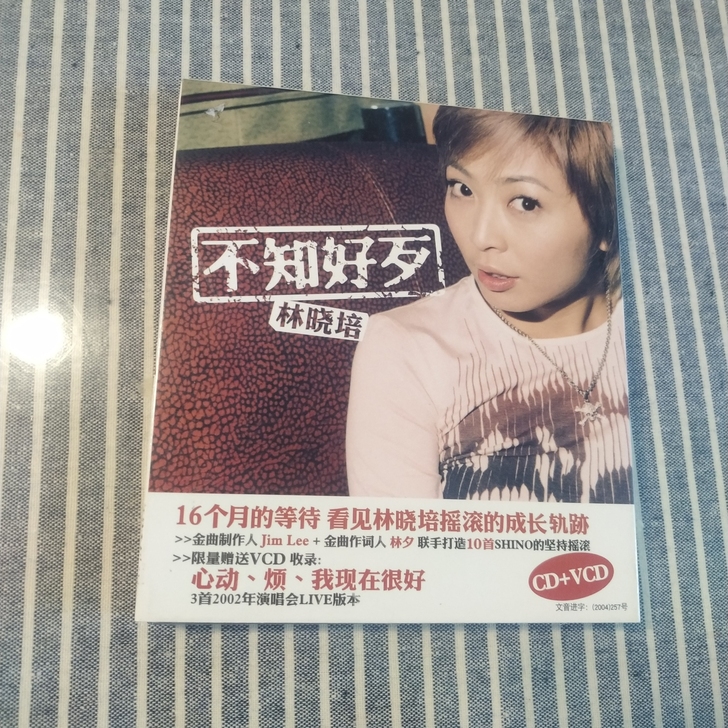 不知好歹
林晓培
16个月的等待 看见林晓培摇滚的成长轨跡
>>金曲制作人 Jim Lee + 金曲作词人 林夕 联手打造10首SHINO的坚持摇滚
>>限量赠送VCD 收录:
心动、烦、我现在很好
3首2002年演唱会LIVE版本
CD+VCD
文音进字：(2004)257号